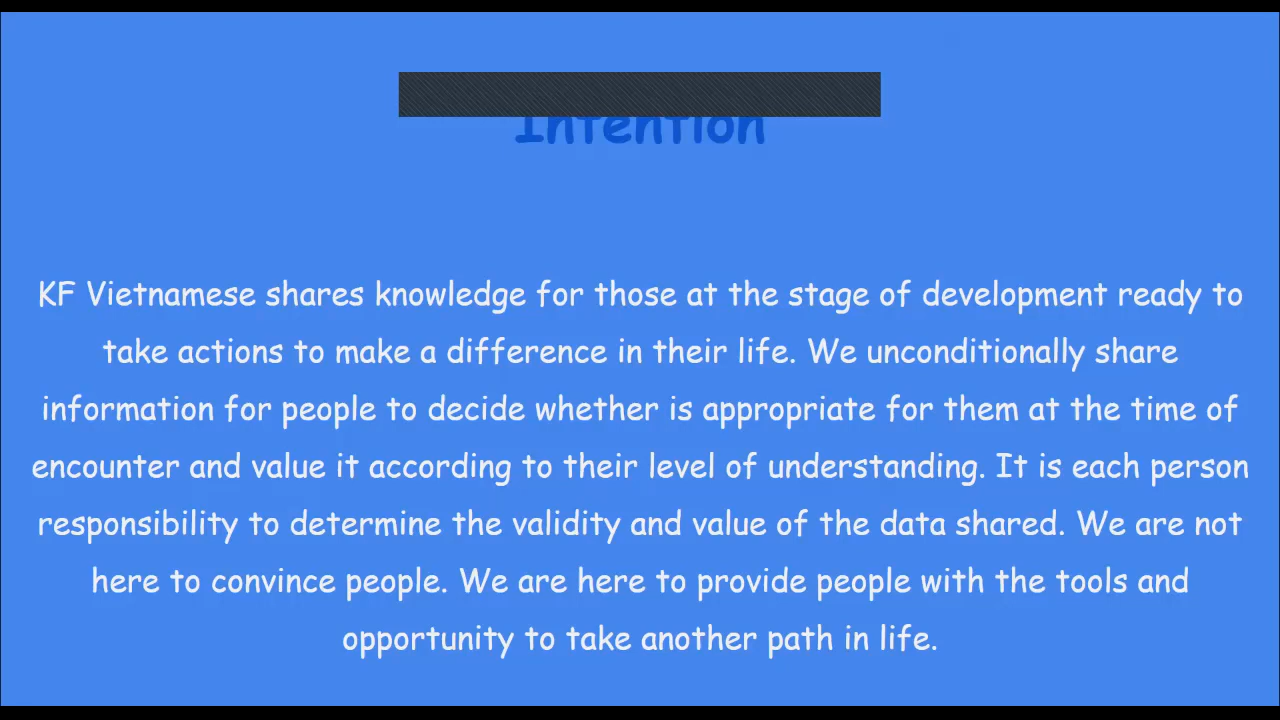 Intention
KF Vietnamese shares knowledge for those at the stage of development ready to
take actions to make a difference in their life. We unconditionally share
information for people to decide whether is appropriate for them at the time of
encounter and value it according to their level of understanding. It is each person
responsibility to determine the validity and value of the data shared. We are not
here to convince people. We are here to provide people with the tools and
opportunity to take another path in life.